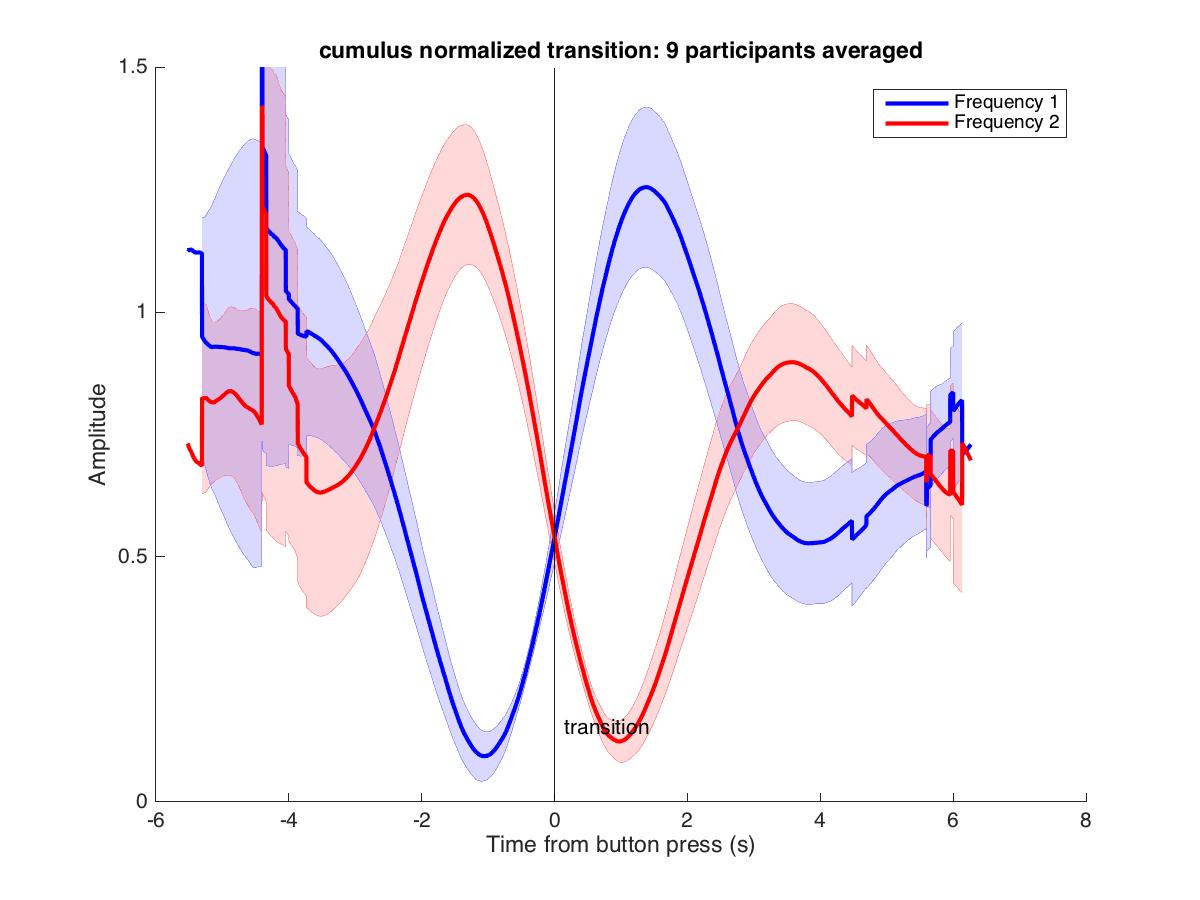 cumulus normalized transition: 9 participants averaged
1.5
Frequency 1
Frequency 2
1
Amplitude
0.5
transition
0
-6 -4 -2 0 2 4 6 8
Time from button press (s)